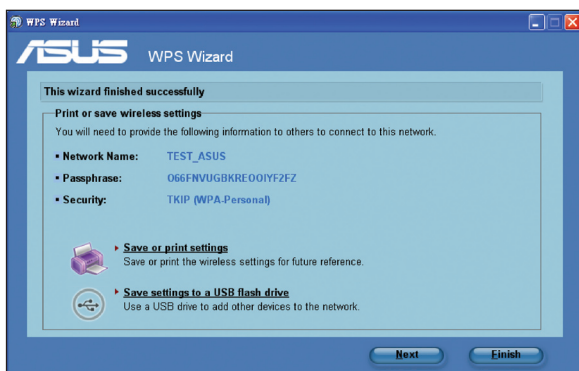 WPS Wizard
ASUS WPS Wizard
This wizard finished successfully
Print or save wireless settings
You will need to provide the following information to others to connect to this network.
▪ Network Name: TEST_ASUS
▪ Passphrase: O66FNVUGBKREOOIYF2FZ
▪ Security: TKIP (WPA-Personal)
Save or print settings
Save or print the wireless settings for future reference.
Save settings to a USB flash drive
Use a USB drive to add other devices to the network.
Next Finish